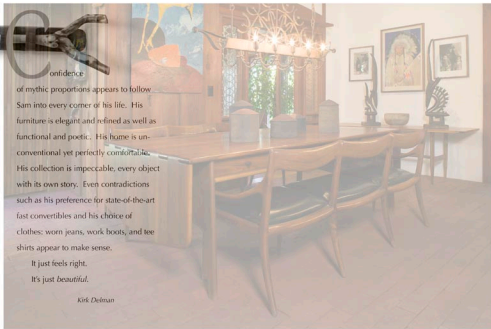 Confidence
of mythic proportions appears to follow
Sam into every corner of his life.  His
furniture is elegant and refined as well as
functional and poetic.  His home is un-
conventional yet perfectly comfortable.
His collection is impeccable, every object
with its own story.  Even contradictions
such as his preference for state-of-the-art
fast convertibles and his choice of
clothes: worn jeans, work boots, and tee
shirts appear to make sense.
It just feels right.
It's just beautiful.
Kirk Delman